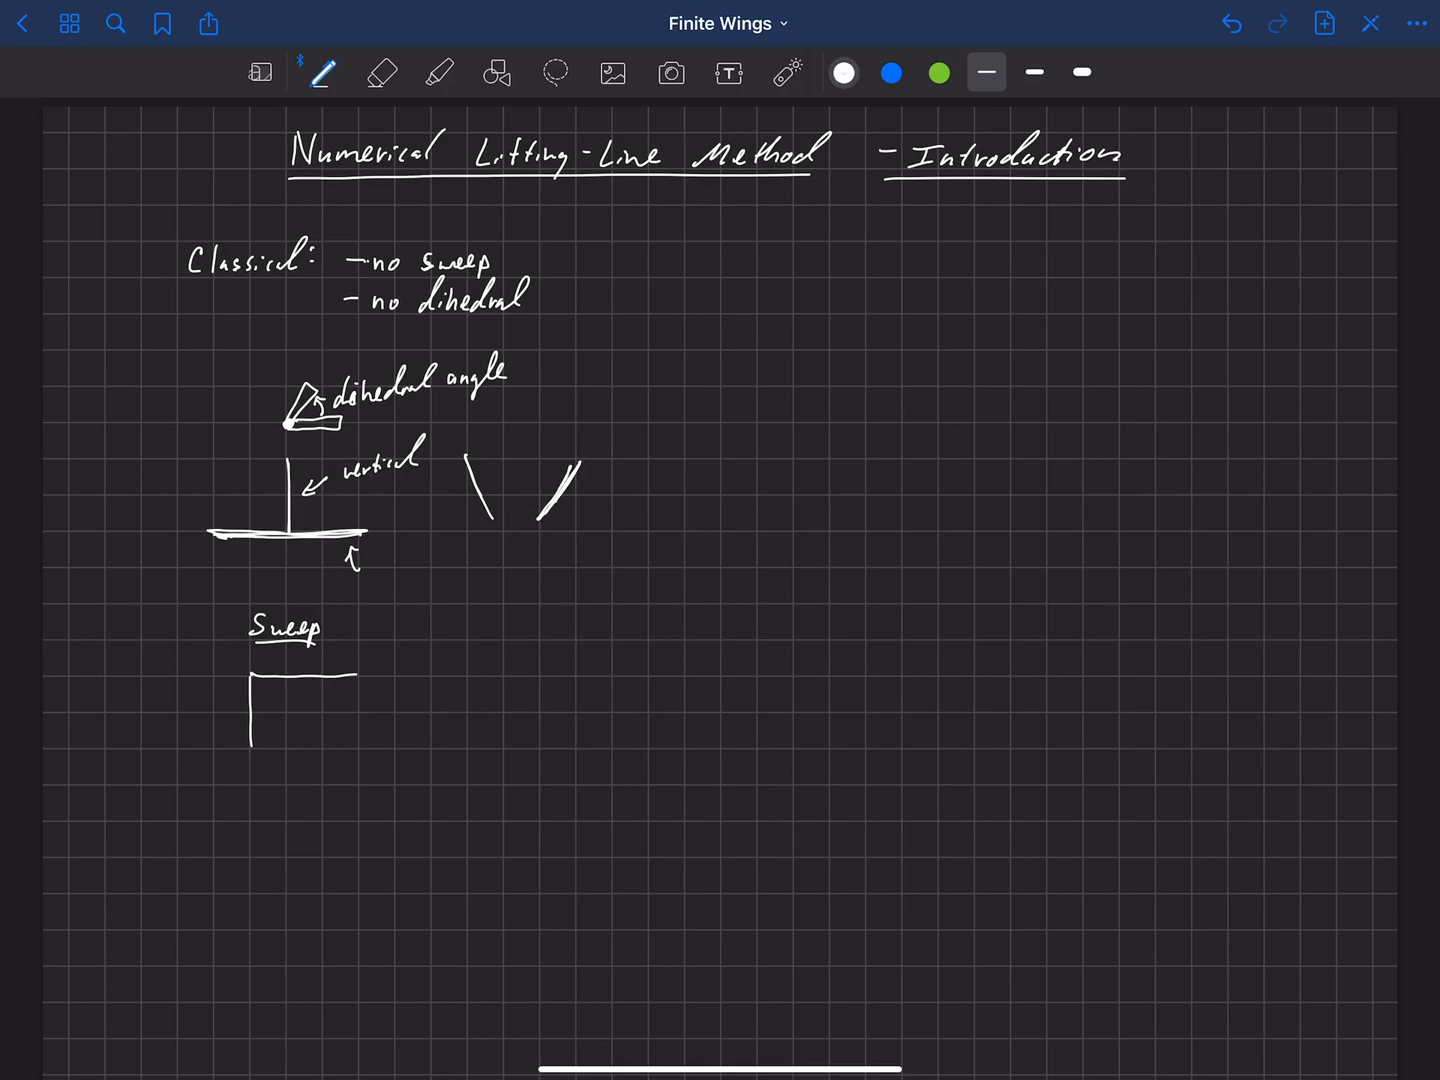 Finite Wings
Numerical Lifting-Line Method - Introduction
Classical: - no sweep
- no dihedral
dihedral angle
vertical
Sweep